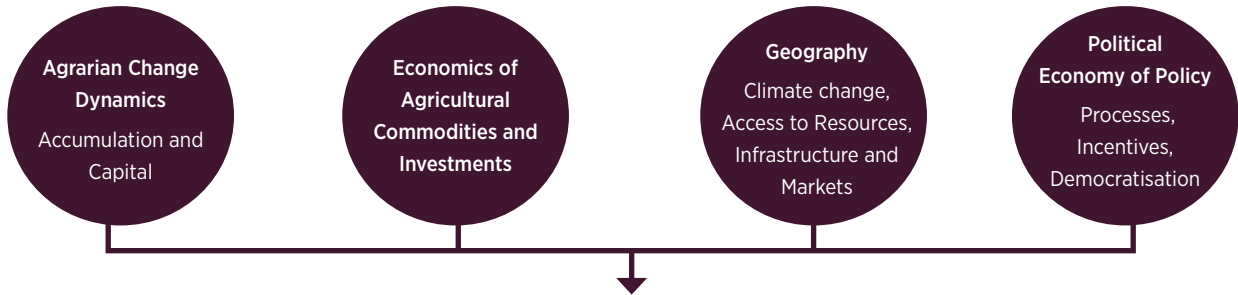 Agrarian Change
Dynamics
Accumulation and
Capital
Economics of
Agricultural
Commodities and
Investments
Geography
Climate change,
Access to Resources,
Infrastructure and
Markets
Political
Economy of Policy
Processes,
Incentives,
Democratisation